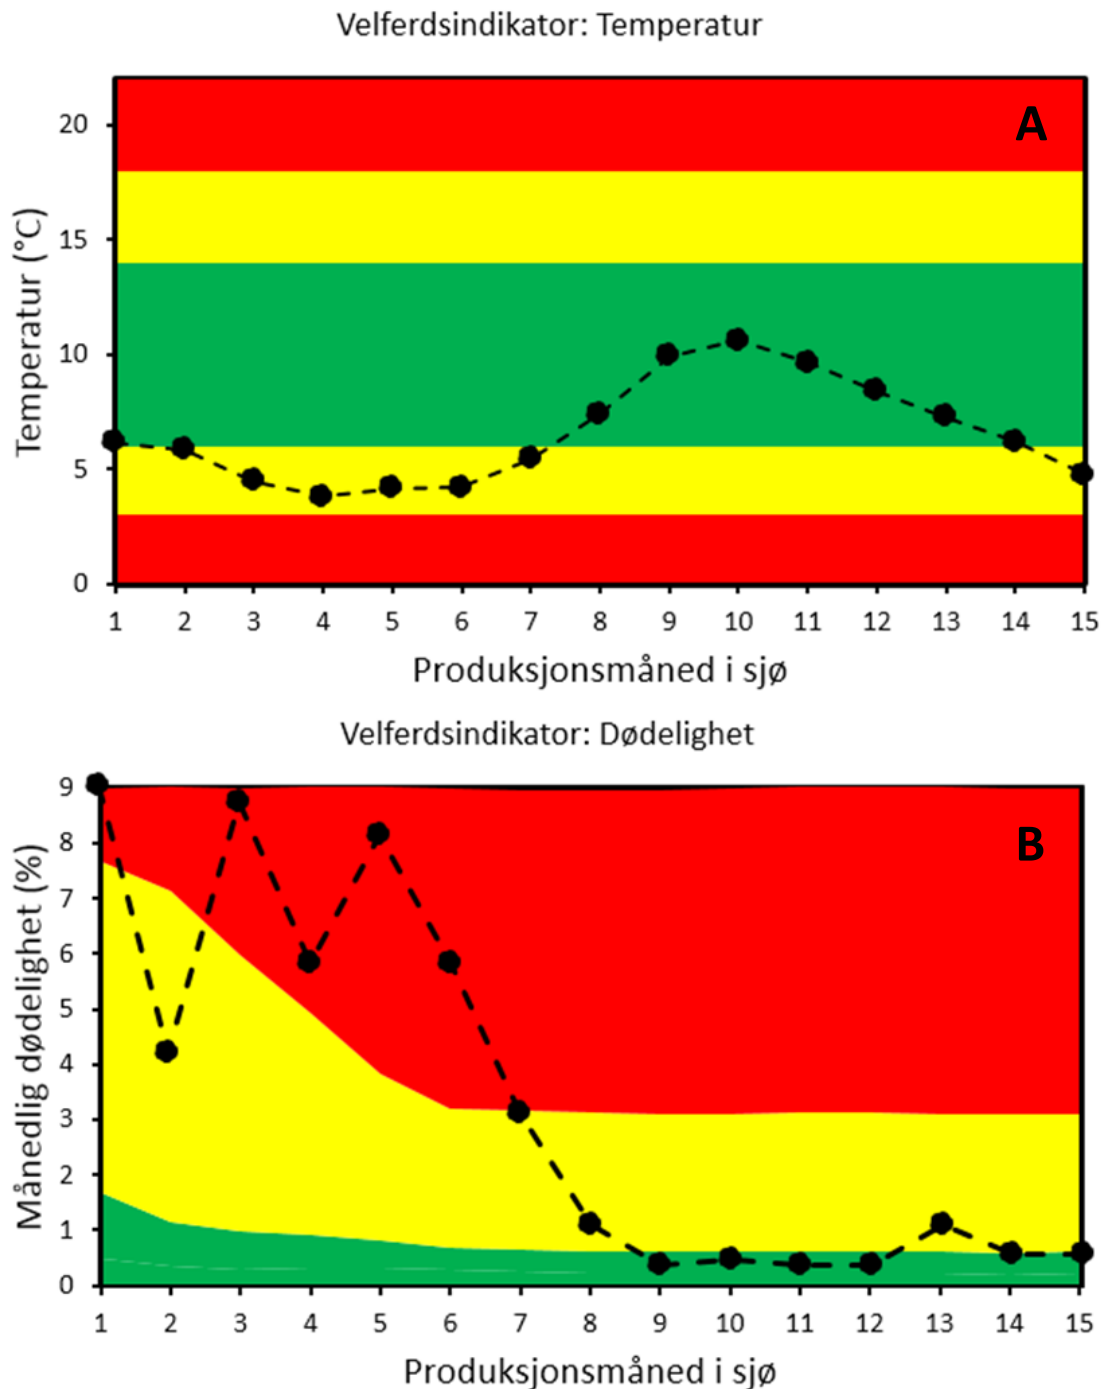 Velferdsindikator: Temperatur
A
20
15
10
5
0
Temperatur (°C)
1 2 3 4 5 6 7 8 9 10 11 12 13 14 15
Produksjonsmåned i sjø
Velferdsindikator: Dødelighet
B
9
8
7
6
5
4
3
2
1
0
Månedlig dødelighet (%)
1 2 3 4 5 6 7 8 9 10 11 12 13 14 15
Produksjonsmåned i sjø